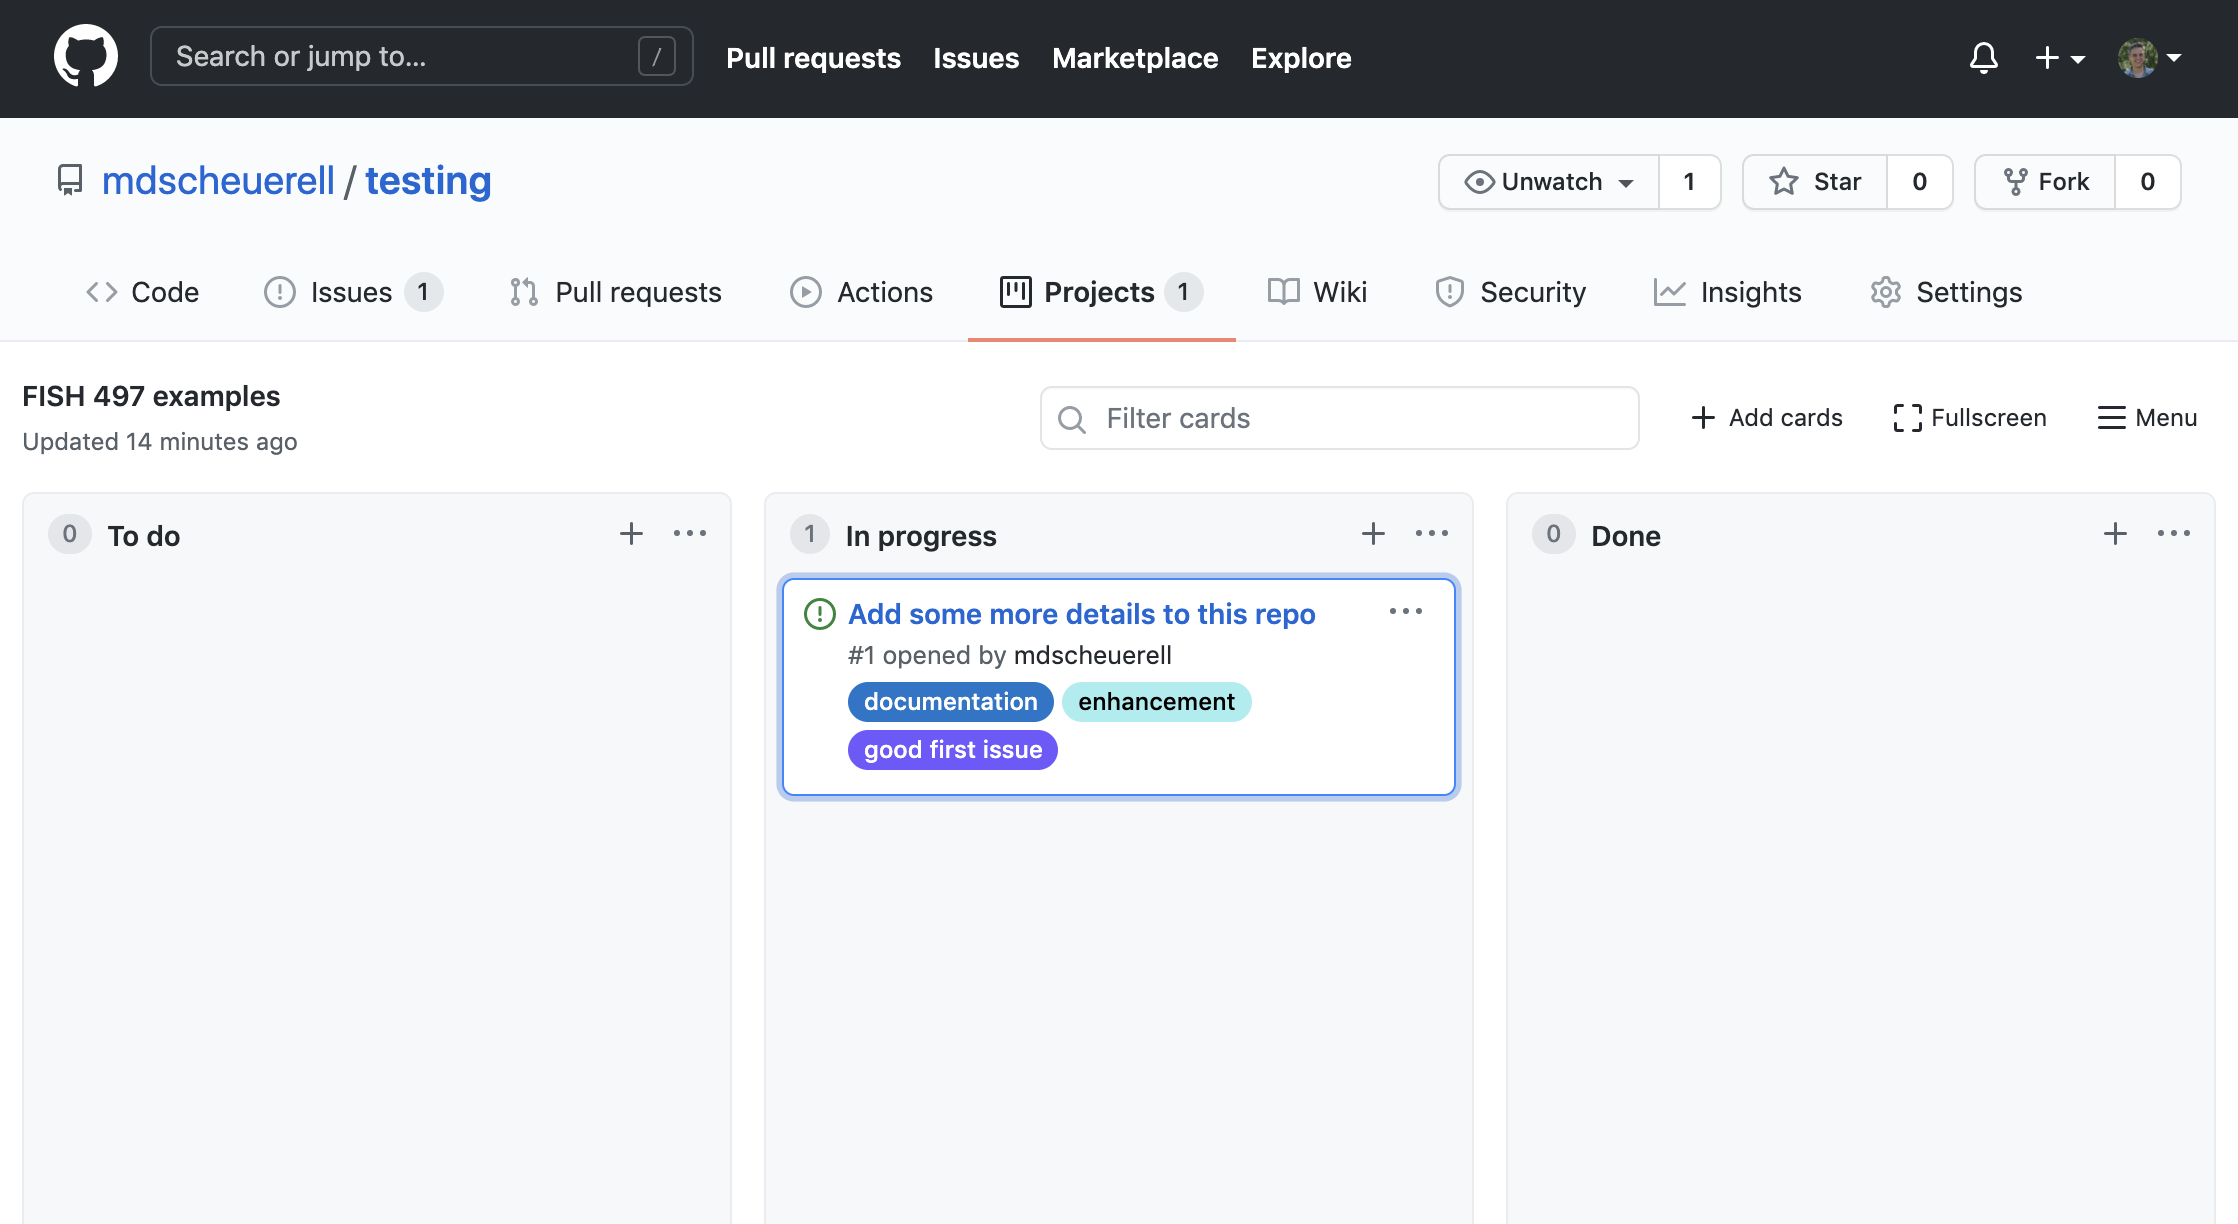 Search or jump to... /
Pull requests Issues Marketplace Explore
mdscheuerell / testing
Unwatch 1 Star 0 Fork 0
Code Issues 1 Pull requests Actions Projects 1 Wiki Security Insights Settings
FISH 497 examples
Updated 14 minutes ago
Filter cards
Add cards Fullscreen Menu
0 To do
1 In progress
Add some more details to this repo
#1 opened by mdscheuerell
documentation enhancement
good first issue
0 Done